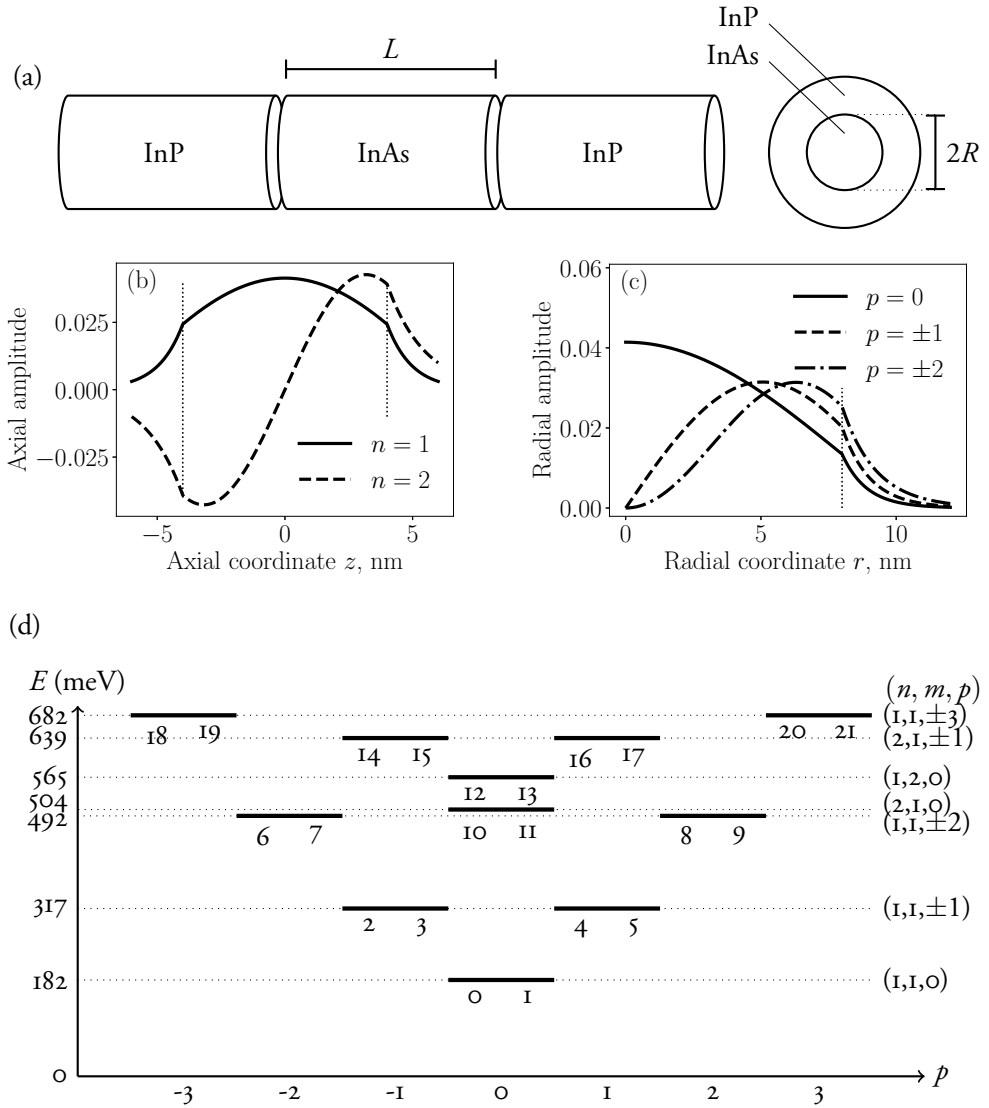 (a)
L
InP
InAs
InP
InP
InAs
2R
(b)
Axial amplitude
0.025
0.000
−0.025
n = 1
n = 2
−5
0
5
Axial coordinate z, nm
(c)
Radial amplitude
0.06
0.04
0.02
0.00
p = 0
p = ±1
p = ±2
0
5
10
Radial coordinate r, nm
(d)
E (meV)
(n, m, p)
682
18 19
20 21
(1,1,±3)
639
14 15
16 17
(2,1,±1)
565
12 13
(1,2,0)
504
10 11
(2,1,0)
492
6 7
8 9
(1,1,±2)
317
2 3
4 5
(1,1,±1)
182
0 1
(1,1,0)
0
-3 -2 -1 0 1 2 3
p